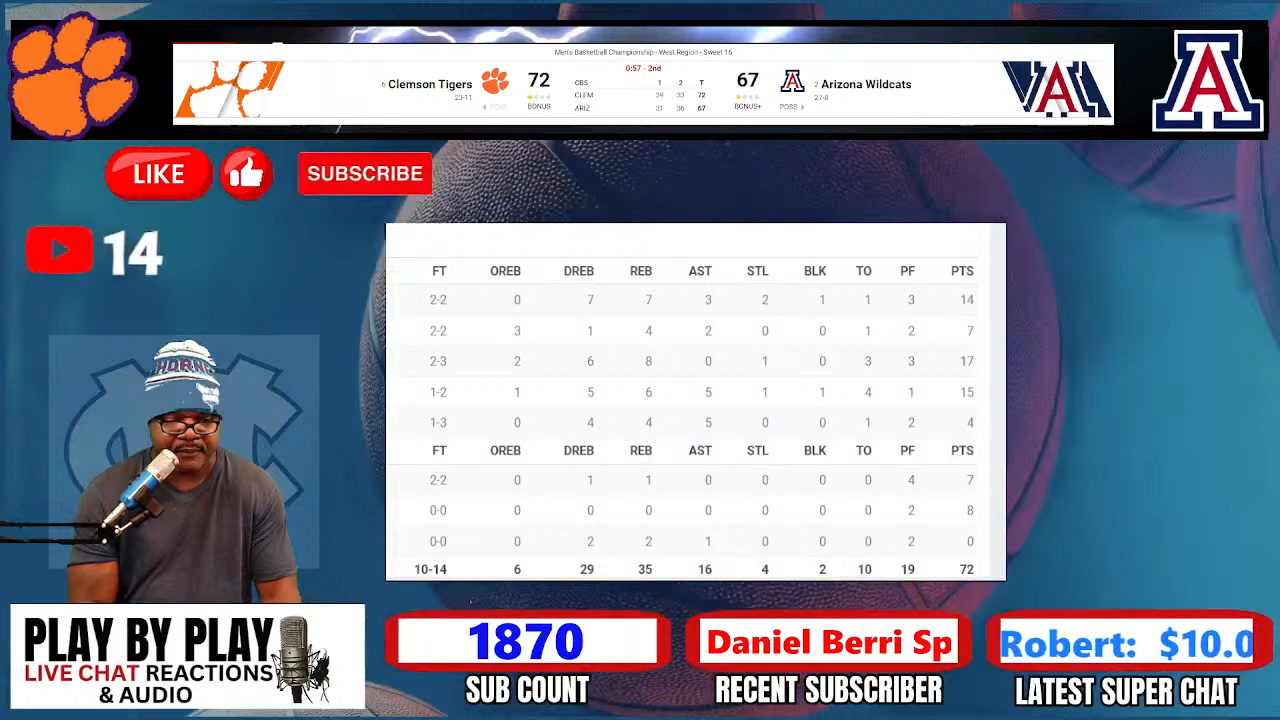 Men's Basketball Championship - West Region - Sweet 16
0:57 - 2nd
6 Clemson Tigers 72
23-11
POSS
BONUS
CBS 1 2 T
CLEM 39 33 72
ARIZ 31 36 67
67 2 Arizona Wildcats
27-8
BONUS+
POSS
A
A
LIKE
SUBSCRIBE
14
HORNE
FT OREB DREB REB AST STL BLK TO PF PTS
2-2 0 7 7 3 2 1 1 3 14
2-2 3 1 4 2 0 0 1 2 7
2-3 2 6 8 0 1 0 3 3 17
1-2 1 5 6 5 1 1 4 1 15
1-3 0 4 4 5 0 0 1 2 4
FT OREB DREB REB AST STL BLK TO PF PTS
2-2 0 1 1 0 0 0 0 4 7
0-0 0 0 0 0 0 0 0 2 8
0-0 0 2 2 1 0 0 0 2 0
10-14 6 29 35 16 4 2 10 19 72
PLAY BY PLAY
LIVE CHAT REACTIONS
& AUDIO
1870
SUB COUNT
Daniel Berri Sp
RECENT SUBSCRIBER
Robert: $10.0
LATEST SUPER CHAT